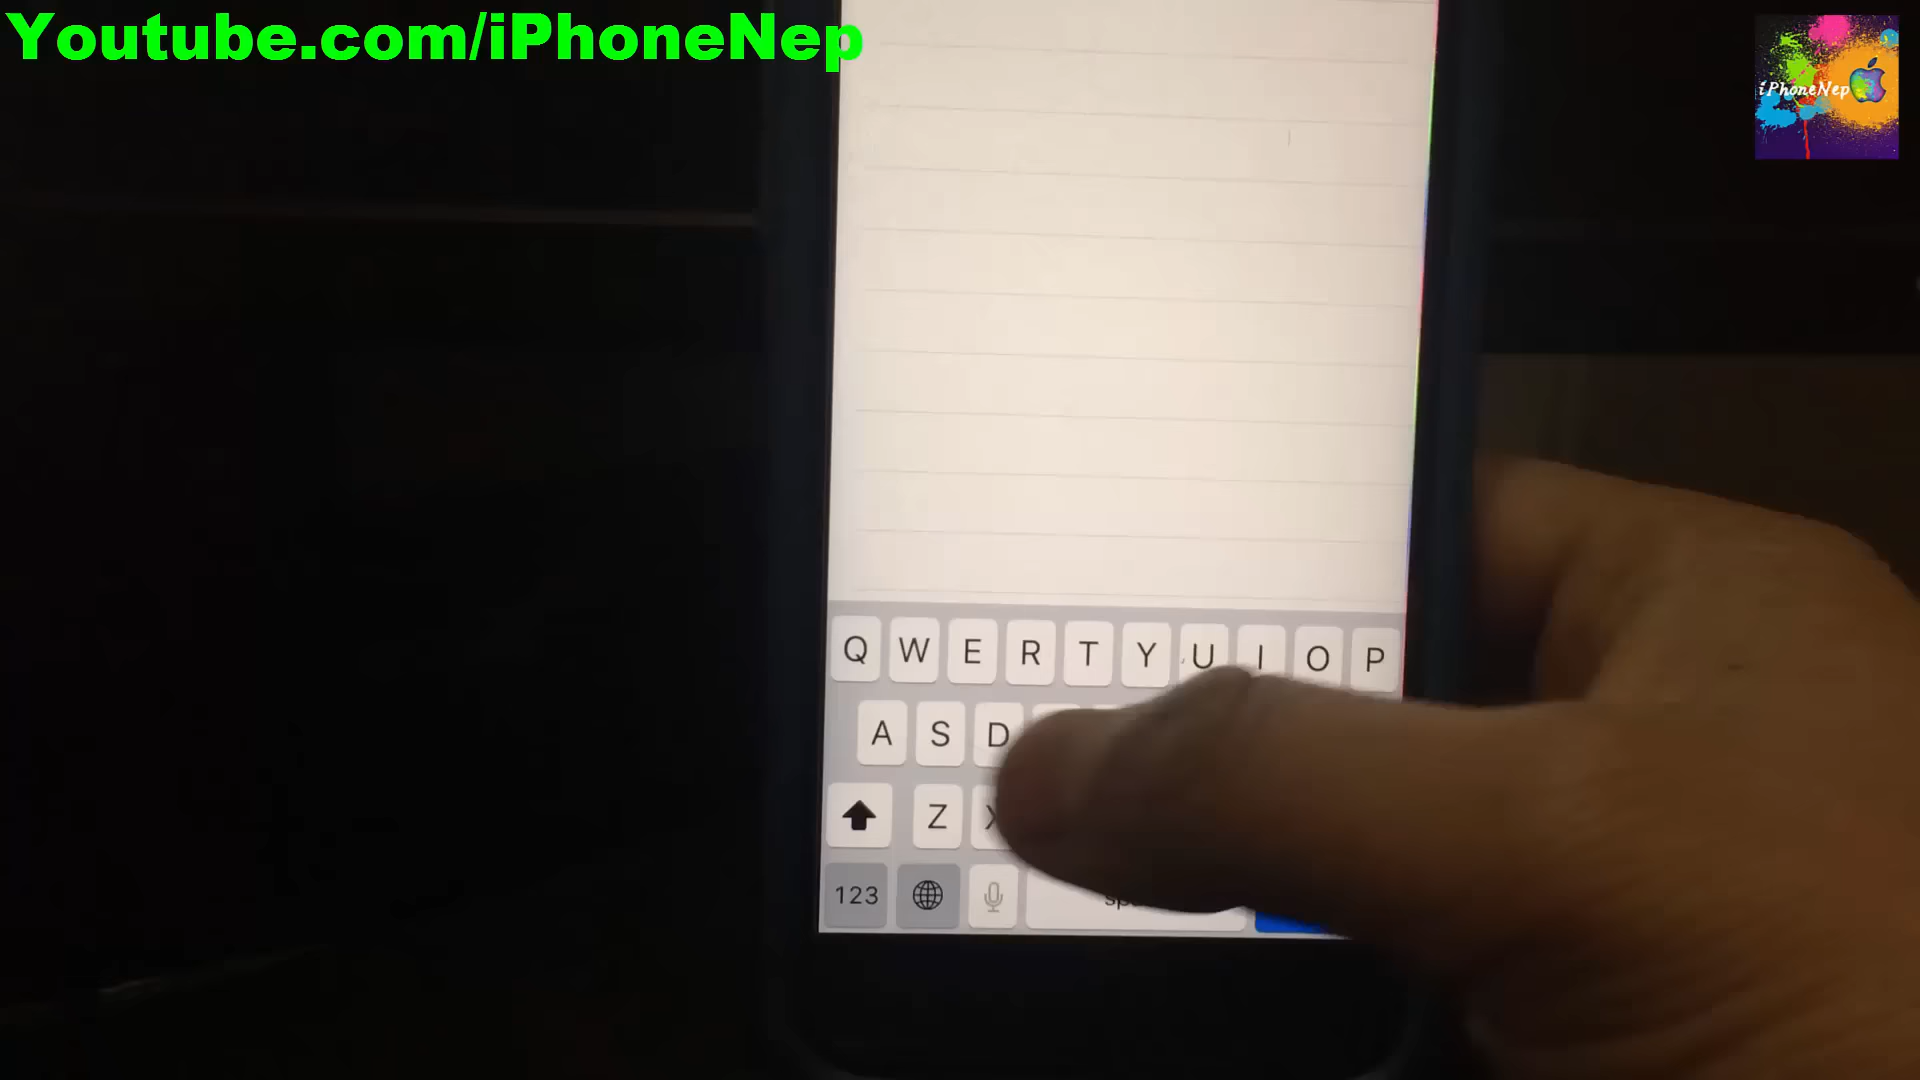 Youtube.com/iPhoneNep
iPhoneNep
Q W E R T Y U I O P
A S D
Z X
123